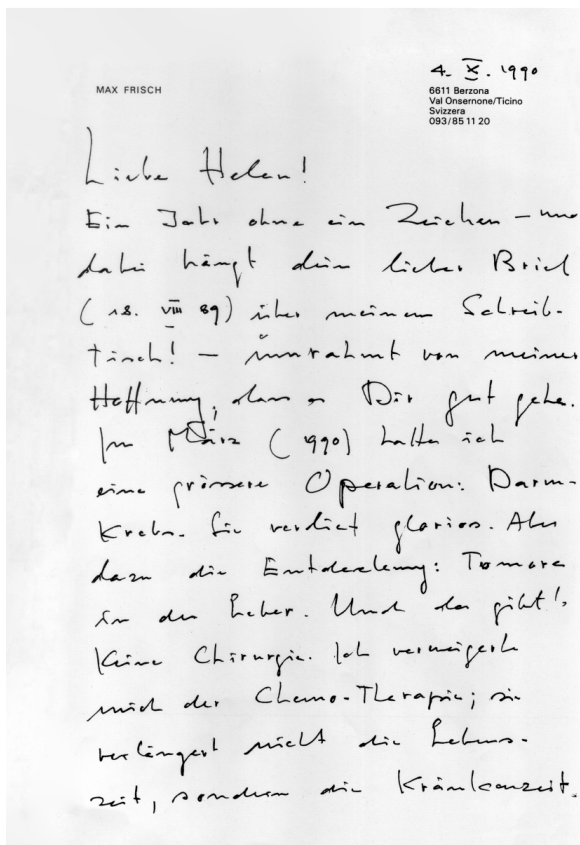 4. X. 1990
MAX FRISCH
6611 Berzona
Val Onsernone/Ticino
Svizzera
093/85 11 20
Liebe Helen!
Ein Jahr ohne ein Zeichen – und
dabei hängt dein lieber Brief
(18. VIII 89) über meinem Schreib-
tisch! – umrahmt von meiner
Hoffnung, dass es Dir gut gehe.
Im März (1990) hatte ich
eine grössere Operation: Darm-
Krebs. Sie verlief glorios. Aber
dazu die Entdeckung: Tomore
in der Leber. Und da gibt's
keine Chirurgie. Ich verweigerte
mich der Chemo-Therapie; sie
verlängert nicht die Lebens-
zeit, sondern die Krankenzeit.